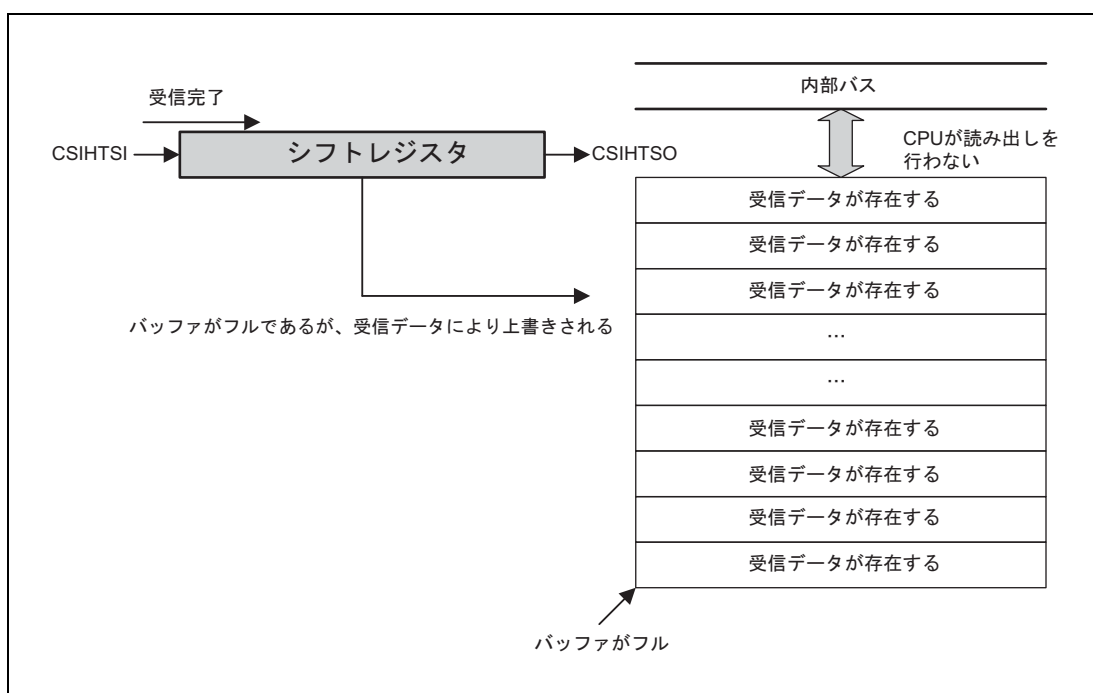 受信完了
CSIHTSI
シフトレジスタ
CSIHTSO
バッファがフルであるが、受信データにより上書きされる
内部バス
CPUが読み出しを
行わない
受信データが存在する
受信データが存在する
受信データが存在する
…
…
受信データが存在する
受信データが存在する
受信データが存在する
受信データが存在する
バッファがフル